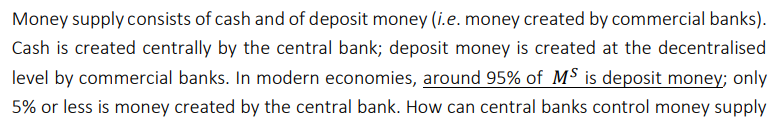 Money supply consists of cash and of deposit money (i.e. money created by commercial banks).
Cash is created centrally by the central bank; deposit money is created at the decentralised
level by commercial banks. In modern economies, around 95% of Mˢ is deposit money; only
5% or less is money created by the central bank. How can central banks control money supply